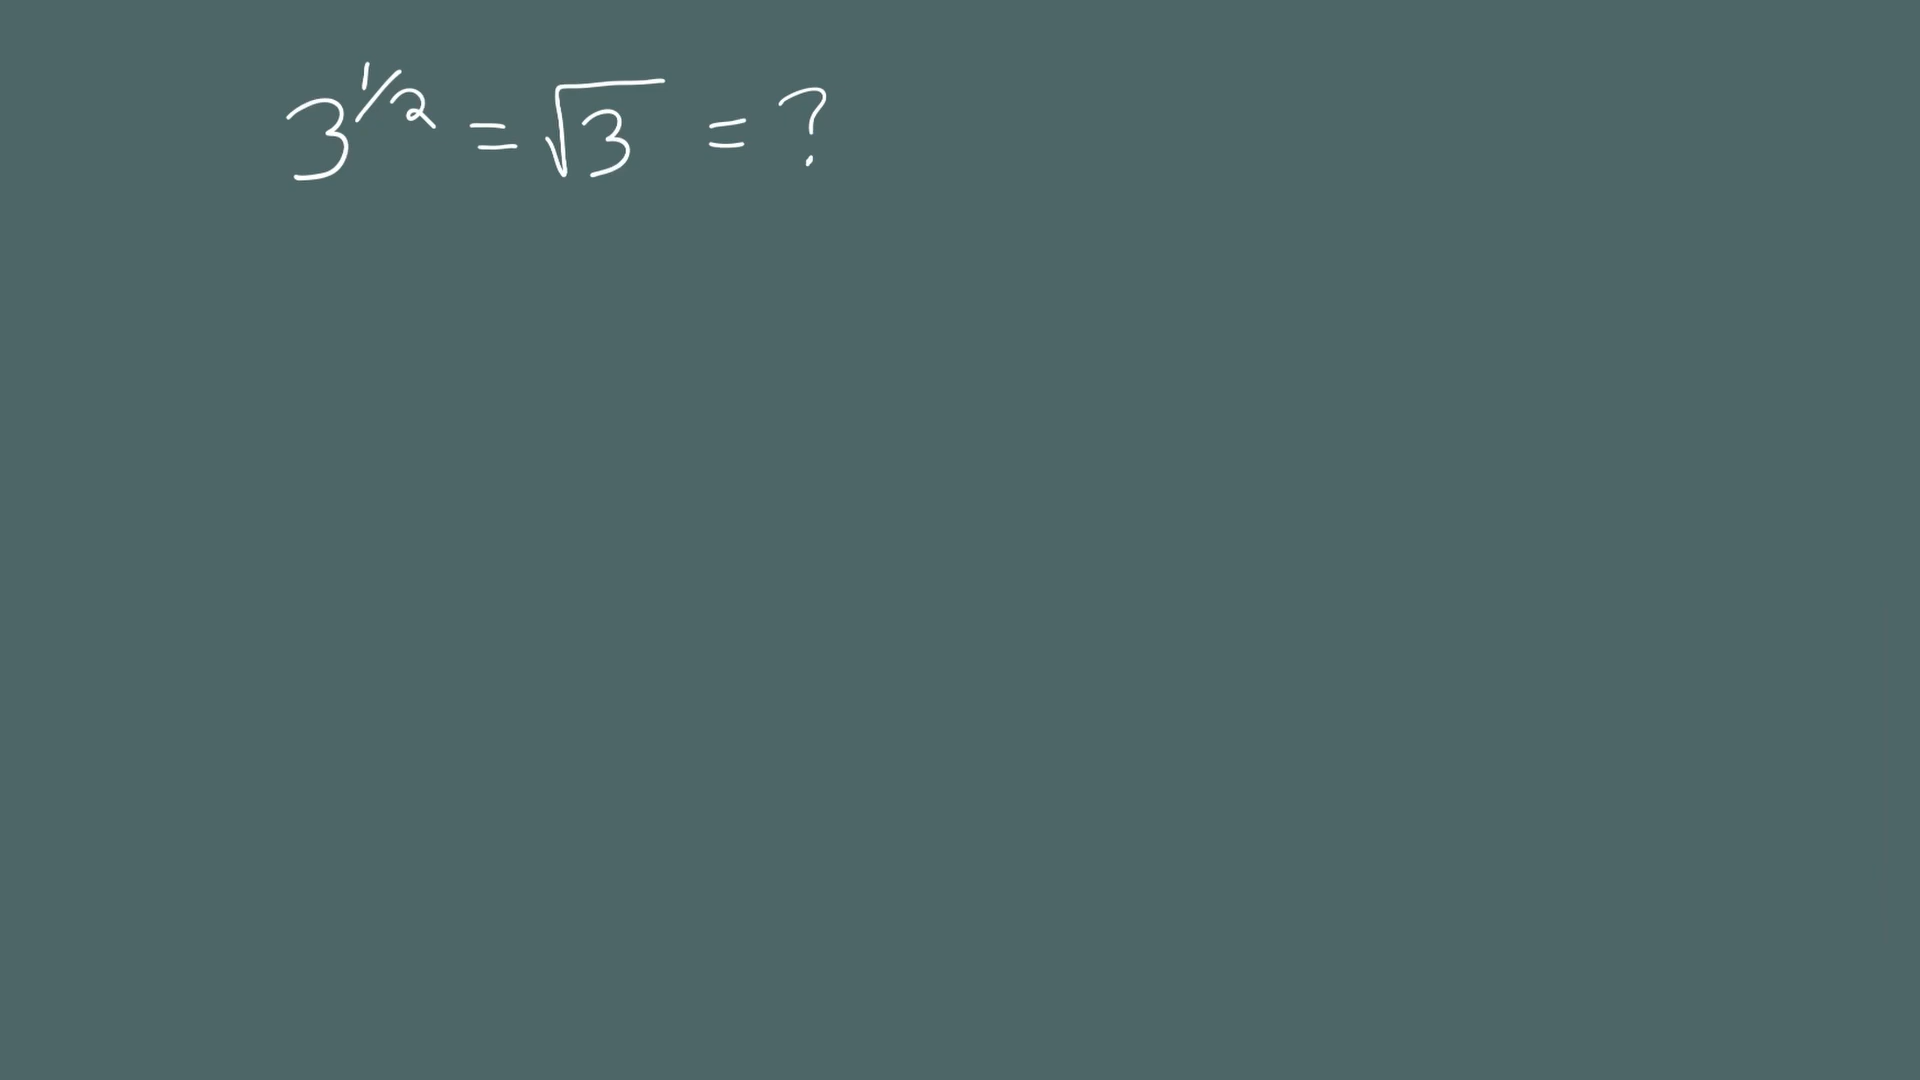 3^{1/2} = √3 = ?